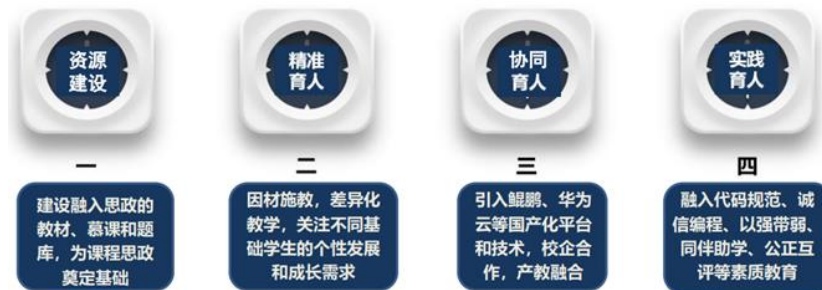 资源
建设
精准
育人
协同
育人
实践
育人
一
二
三
四
建设融入思政的
教材、慕课和题
库，为课程思政
奠定基础
因材施教，差异化
教学，关注不同基
础学生的个性发展
和成长需求
引入鲲鹏、华为
云等国产化平台
和技术，校企合
作，产教融合
融入代码规范、诚
信编程、以强带弱、
同伴助学、公正互
评等素质教育